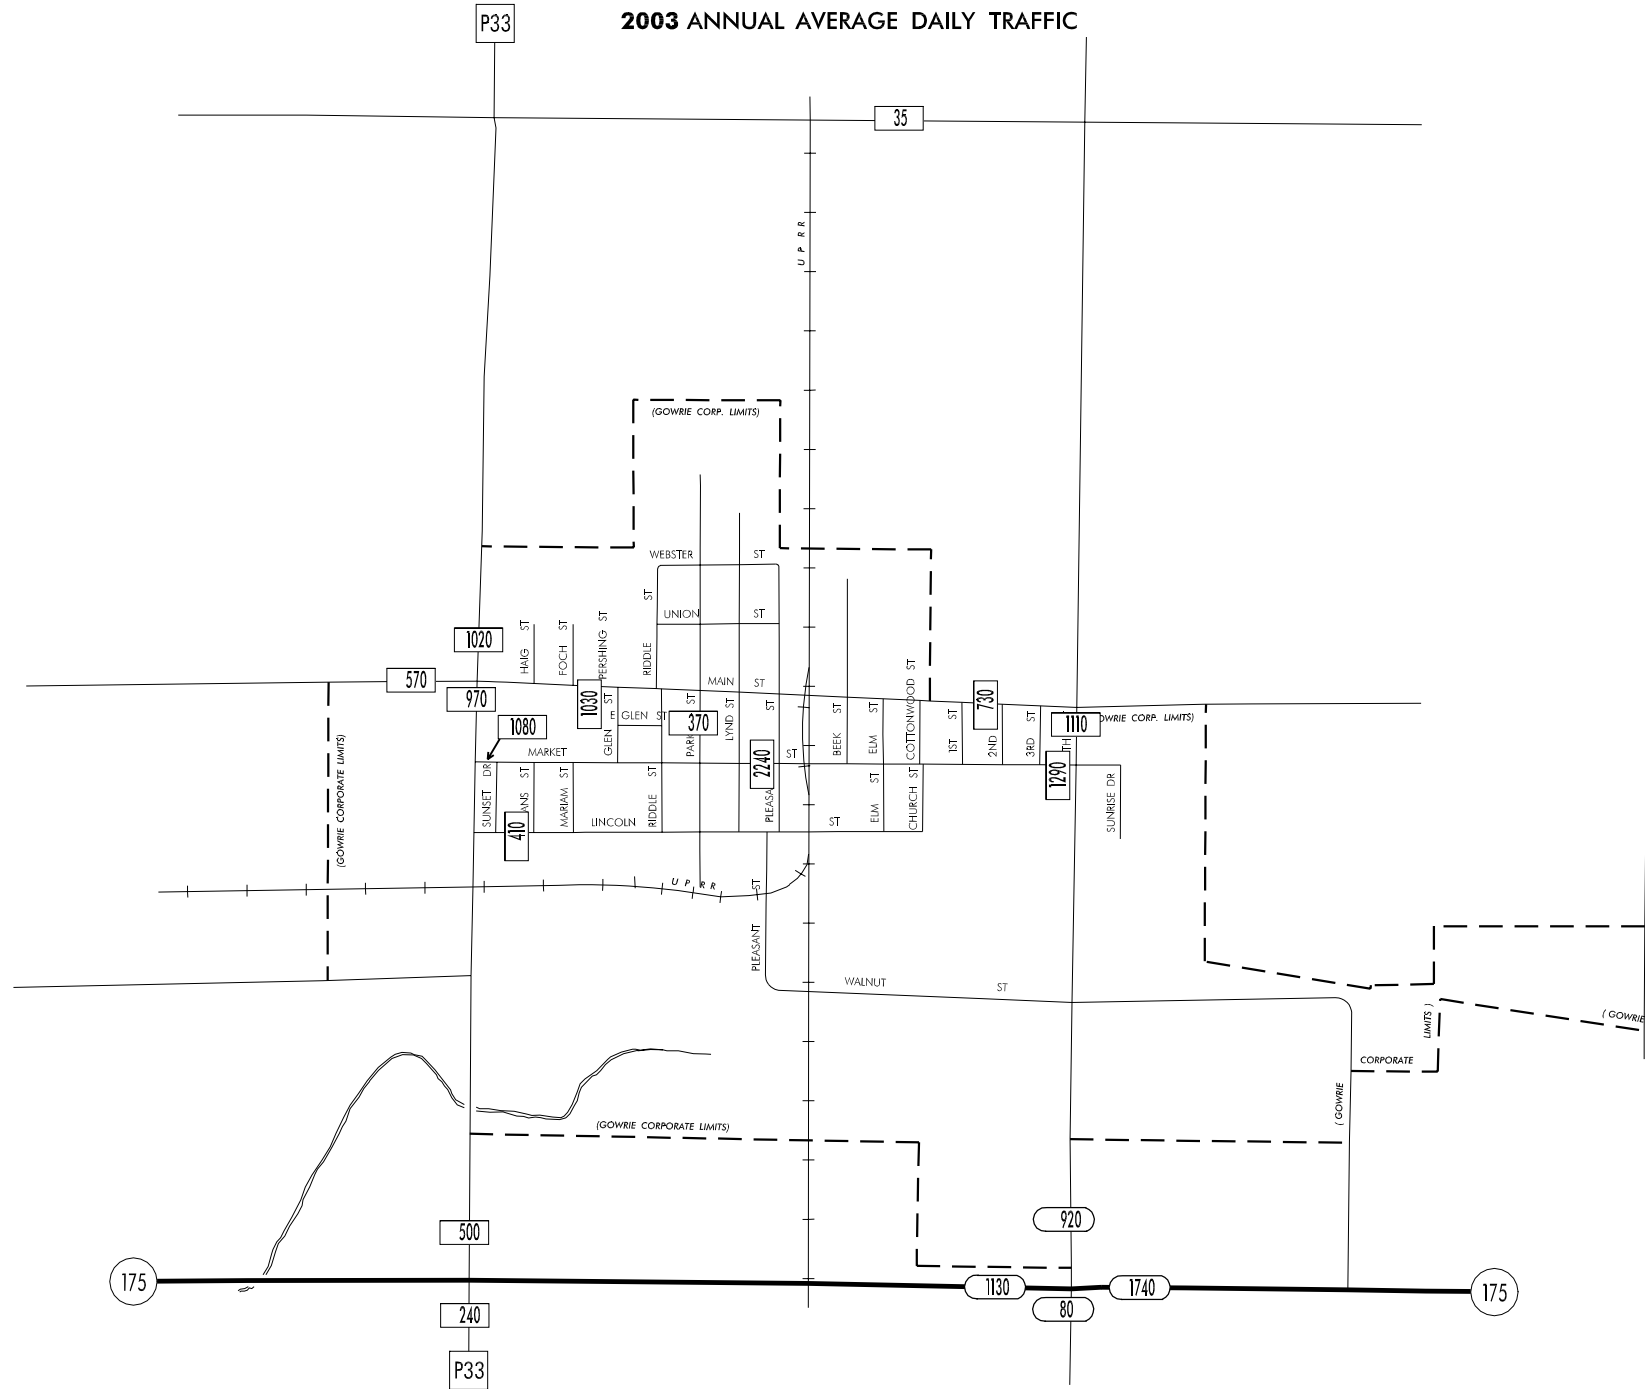 P33
2003 ANNUAL AVERAGE DAILY TRAFFIC
35
U P R R
(GOWRIE CORP. LIMITS)
WEBSTER ST
UNION ST
1020
HAIG ST
FOCH ST
PERSHING ST
RIDDLE ST
570
970
1030
MAIN ST
COTTONWOOD ST
730
1080
GLEN ST
E GLEN ST
PARK ST
370
LYND ST
ST
BEEK ST
ELM ST
1ST ST
2ND
3RD ST
TH
1110
OWRIE CORP. LIMITS)
MARKET ST
2240
1290
(GOWRIE CORPORATE LIMITS)
SUNSET DR
ANS ST
MARIAM ST
RIDDLE ST
PLEASA
ELM ST
CHURCH ST
SUNRISE DR
410
LINCOLN ST
U P R R
PLEASANT ST
WALNUT ST
(GOWRIE
CORPORATE
LIMITS)
(GOWRIE
(GOWRIE CORPORATE LIMITS)
500
920
175
1130
1740
175
240
80
P33